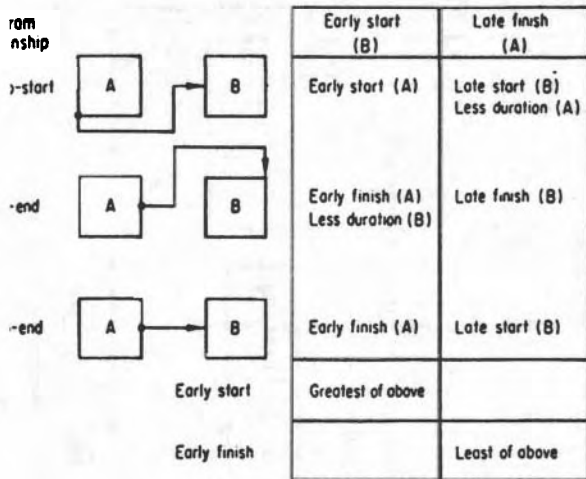 ram
nship
Early start
(B)
Late finish
(A)
-start
A
B
Early start (A)
Late start (B)
Less duration (A)
-end
A
B
Early finish (A)
Less duration (B)
Late finish (B)
-end
A
B
Early finish (A)
Late start (B)
Early start
Greatest of above
Early finish
Least of above